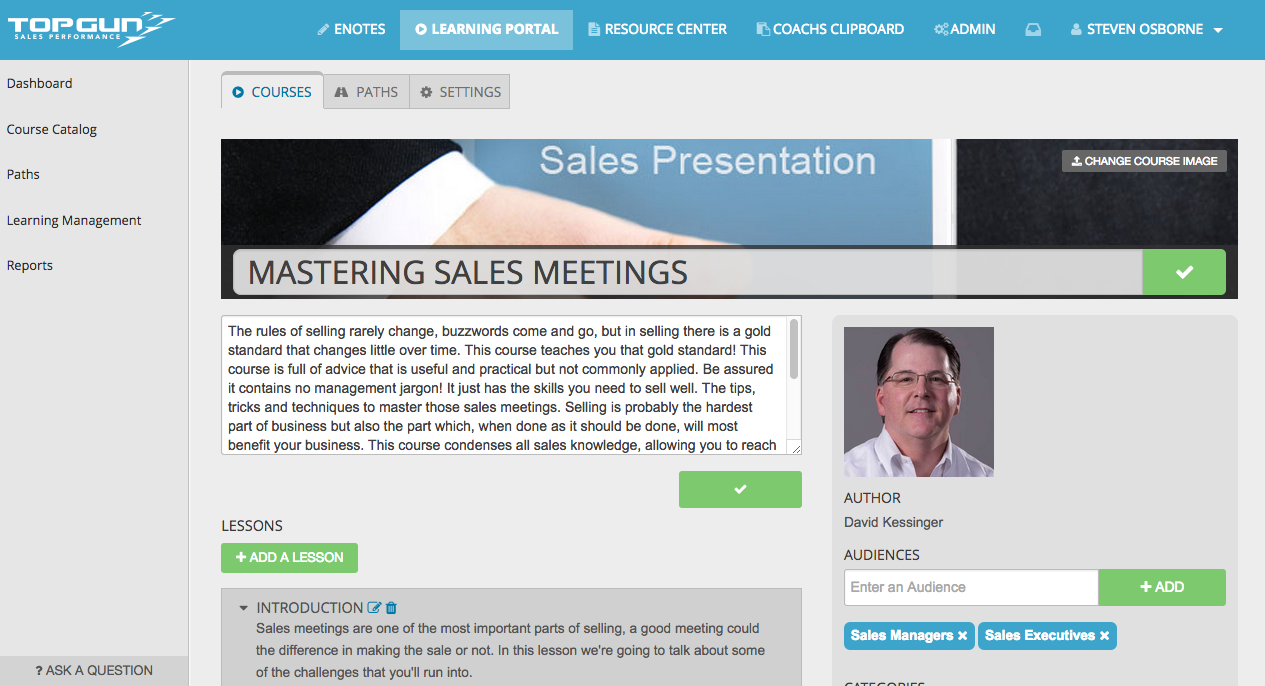 TOPGUN
SALES PERFORMANCE
ENOTES
LEARNING PORTAL
RESOURCE CENTER
COACHS CLIPBOARD
ADMIN
STEVEN OSBORNE
Dashboard
Course Catalog
Paths
Learning Management
Reports
? ASK A QUESTION
COURSES
PATHS
SETTINGS
Sales Presentation
CHANGE COURSE IMAGE
MASTERING SALES MEETINGS
The rules of selling rarely change, buzzwords come and go, but in selling there is a gold
standard that changes little over time. This course teaches you that gold standard! This
course is full of advice that is useful and practical but not commonly applied. Be assured
it contains no management jargon! It just has the skills you need to sell well. The tips,
tricks and techniques to master those sales meetings. Selling is probably the hardest
part of business but also the part which, when done as it should be done, will most
benefit your business. This course condenses all sales knowledge, allowing you to reach
LESSONS
+ ADD A LESSON
INTRODUCTION
Sales meetings are one of the most important parts of selling, a good meeting could
the difference in making the sale or not. In this lesson we're going to talk about some
of the challenges that you'll run into.
AUTHOR
David Kessinger
AUDIENCES
Enter an Audience
+ ADD
Sales Managers ×
Sales Executives ×
CATEGORIES